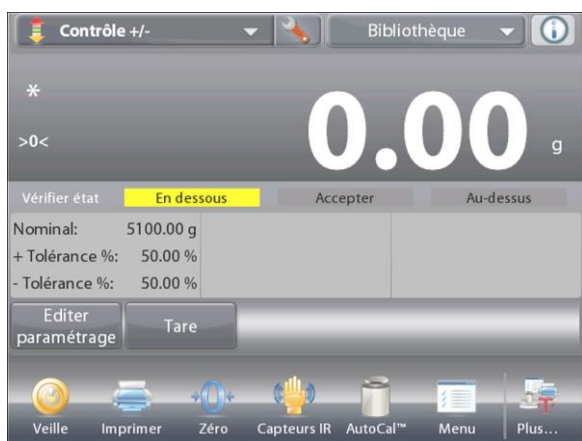 Contrôle +/-
Bibliothèque
*
>0<
0.00 g
Vérifier état En dessous Accepter Au-dessus
Nominal: 5100.00 g
+ Tolérance %: 50.00 %
- Tolérance %: 50.00 %
Editer
paramétrage
Tare
Veille Imprimer Zéro Capteurs IR AutoCal™ Menu Plus...